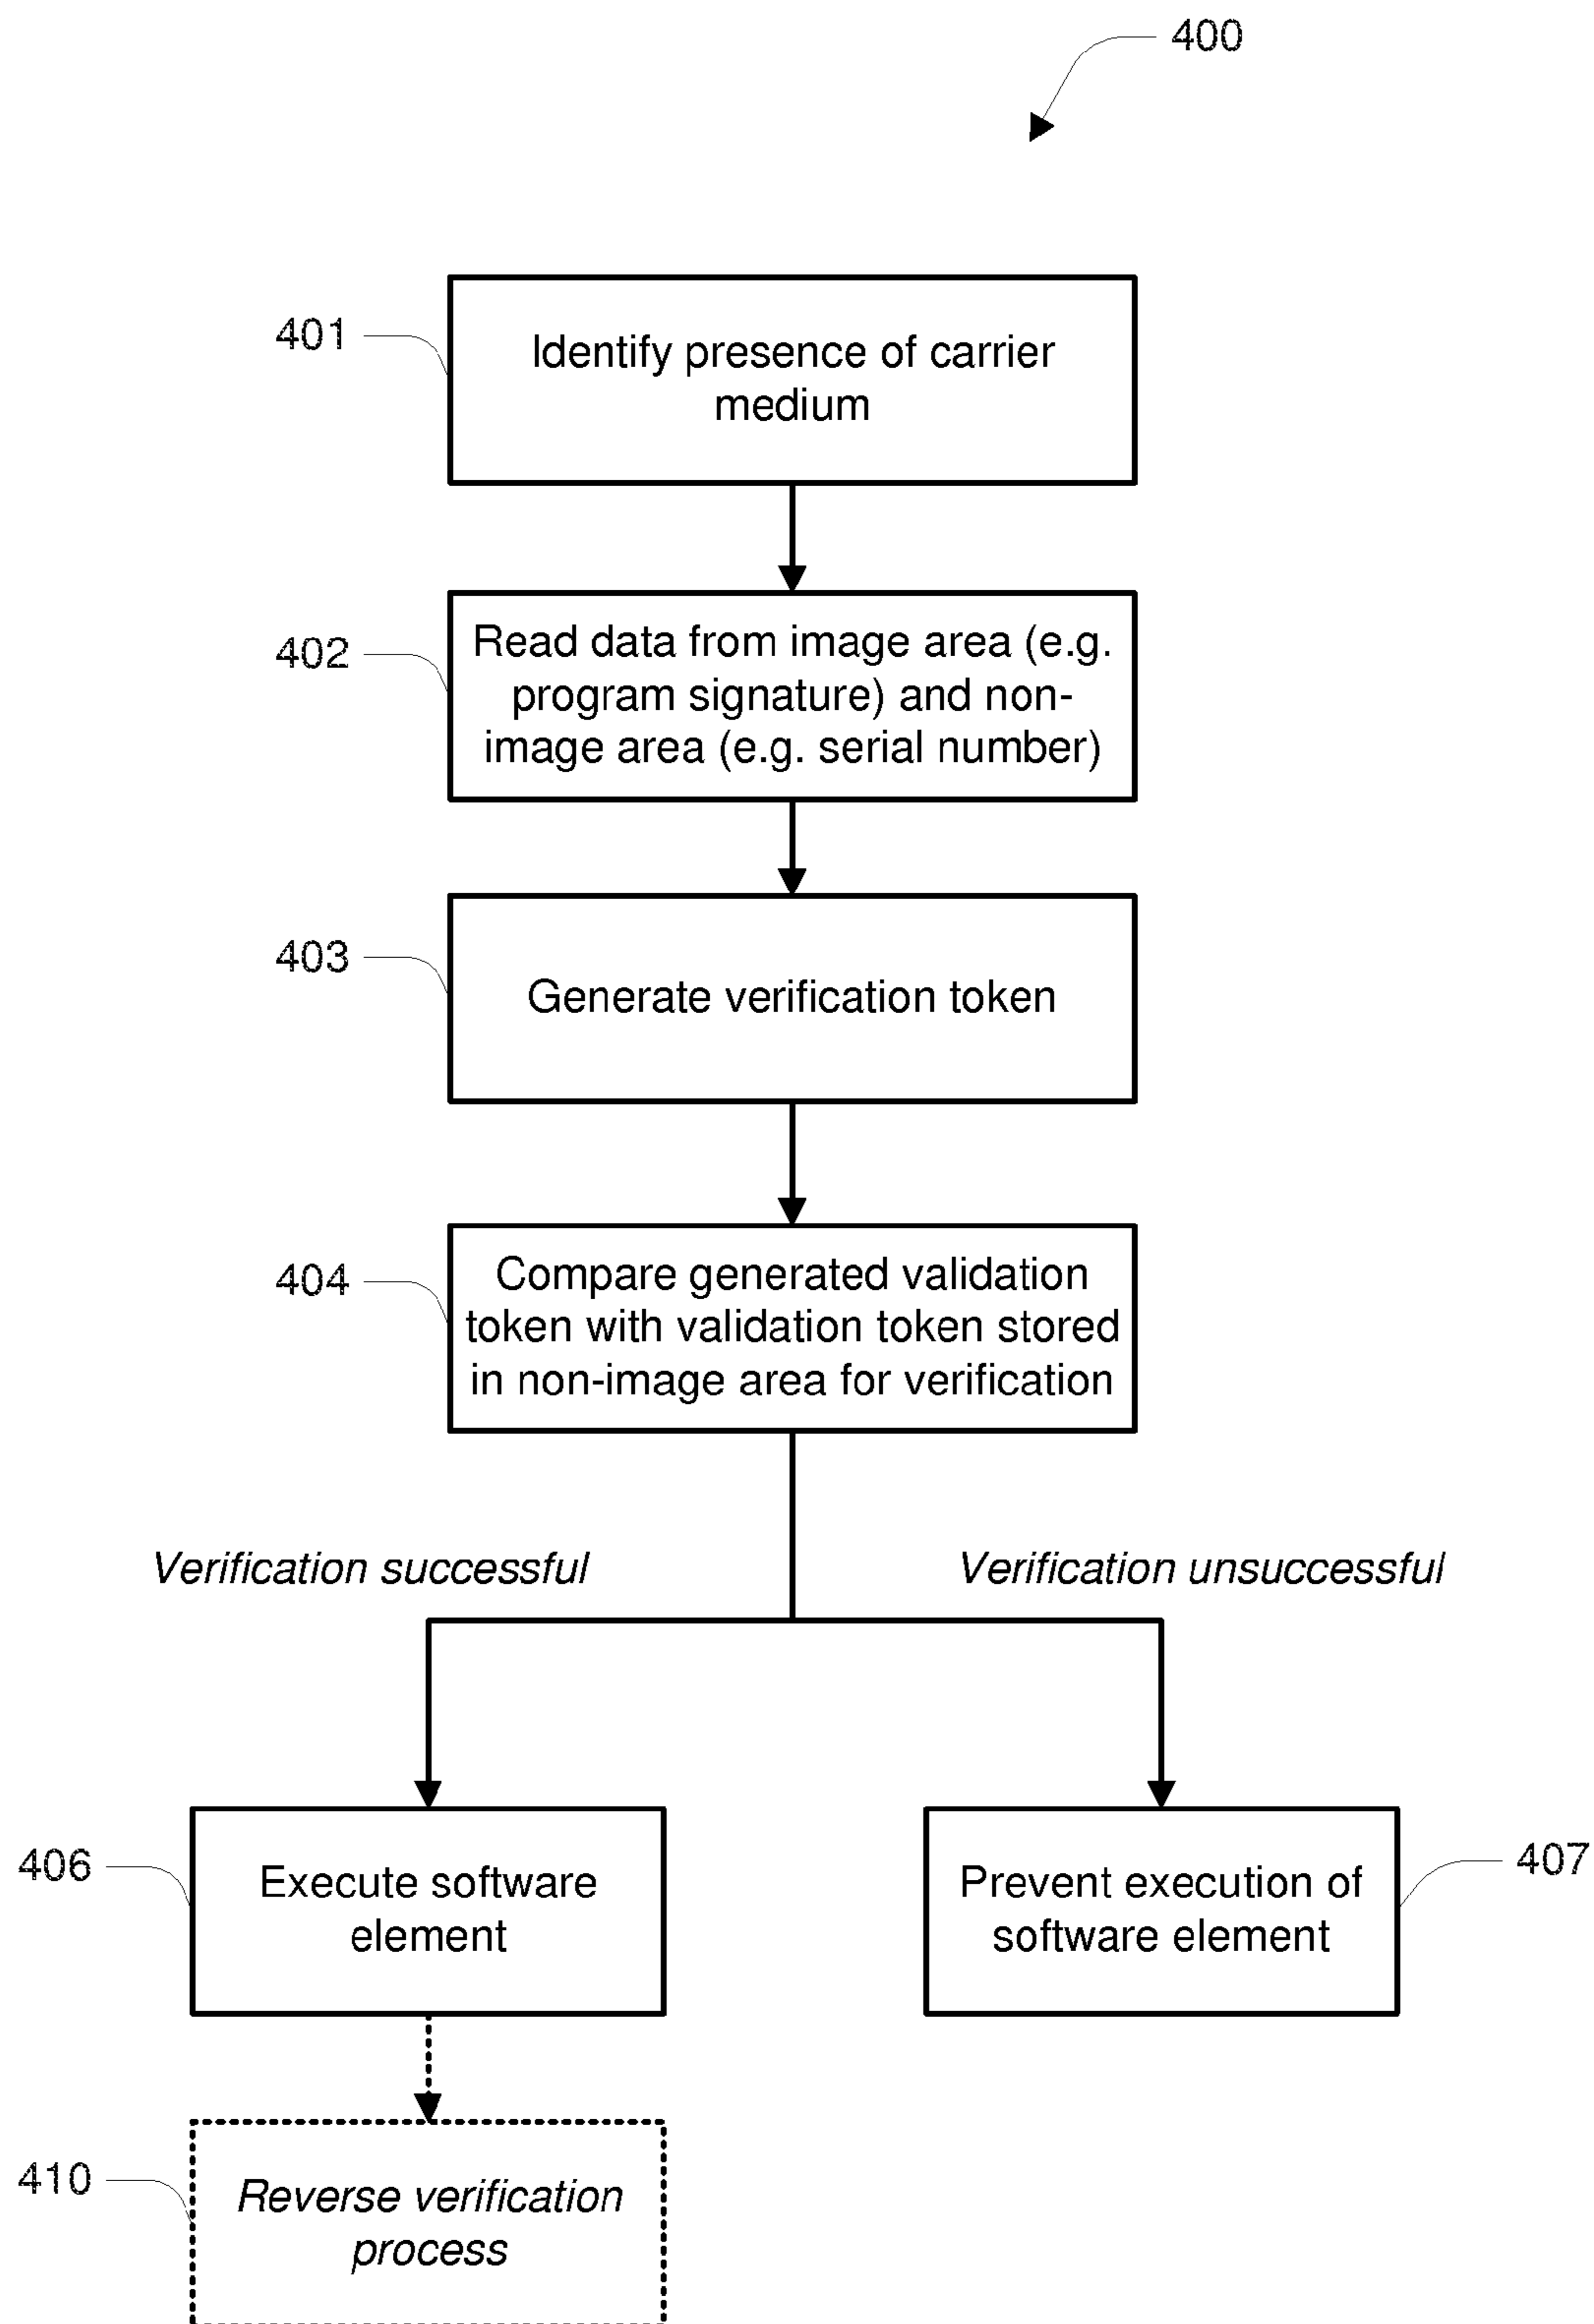 400
401
Identify presence of carrier
medium
402
Read data from image area (e.g.
program signature) and non-
image area (e.g. serial number)
403
Generate verification token
404
Compare generated validation
token with validation token stored
in non-image area for verification
Verification successful
Verification unsuccessful
406
Execute software
element
Prevent execution of
software element
407
410
Reverse verification
process